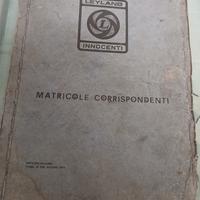 LEYLAND
L
INNOCENTI
MATRICOLE CORRISPONDENTI